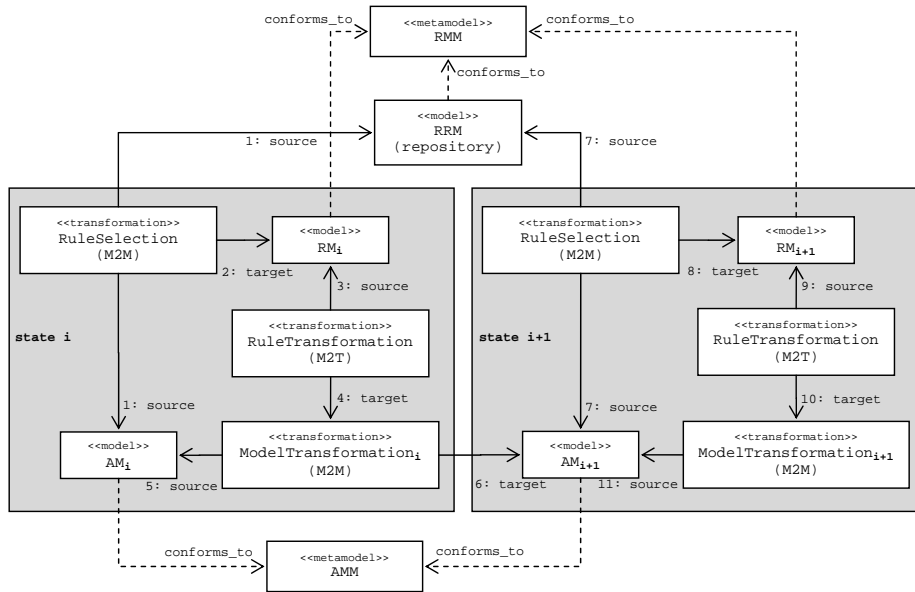 <<metamodel>>
RMM
conforms_to
conforms_to
conforms_to
<<model>>
RRM
(repository)
1: source
7: source
<<transformation>>
RuleSelection
(M2M)
<<model>>
RMi
2: target
3: source
<<transformation>>
RuleTransformation
(M2T)
state i
4: target
1: source
<<model>>
AMi
<<transformation>>
ModelTransformationi
(M2M)
5: source
<<transformation>>
RuleSelection
(M2M)
<<model>>
RMi+1
8: target
9: source
<<transformation>>
RuleTransformation
(M2T)
state i+1
10: target
7: source
<<model>>
AMi+1
<<transformation>>
ModelTransformationi+1
(M2M)
6: target
11: source
conforms_to
conforms_to
<<metamodel>>
AMM